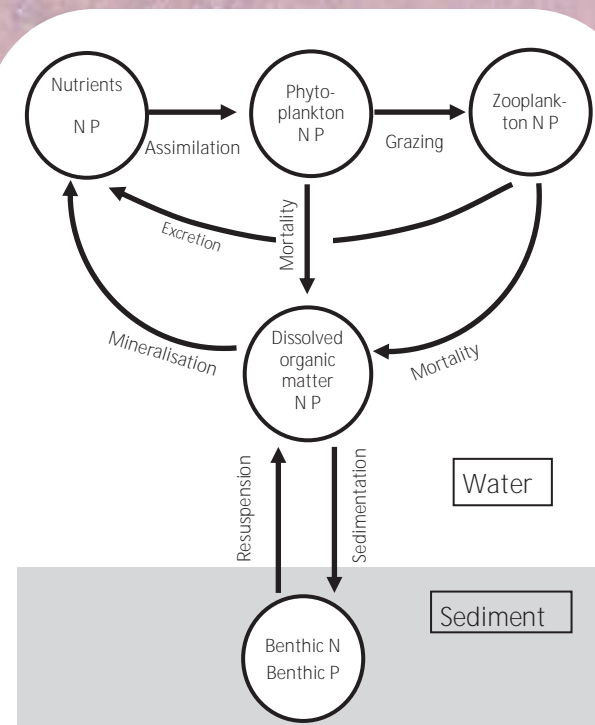 Nutrients
N P
Assimilation
Phyto-
plankton
N P
Grazing
Zooplank-
ton N P
Excretion
Mortality
Mineralisation
Dissolved
organic
matter
N P
Mortality
Resuspension
Sedimentation
Water
Sediment
Benthic N
Benthic P